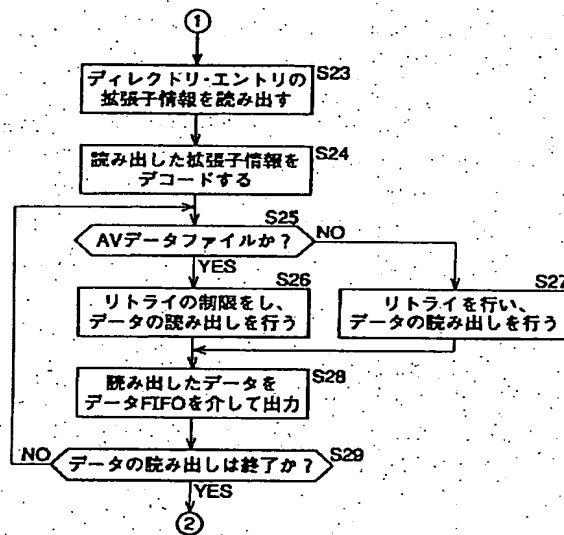 1
ディレクドリ・エントリの
拡張子情報を読み出す
S23
読み出した拡張子情報を
デコードする
S24
AVデータファイルか？
S25
NO
YES
リトライの制限をし、
データの読み出しを行う
S26
リトライを行い、
データの読み出しを行う
S27
読み出したデータを
データFIFOを介して出力
S28
NO
データの読み出しは終了か？
S29
YES
2